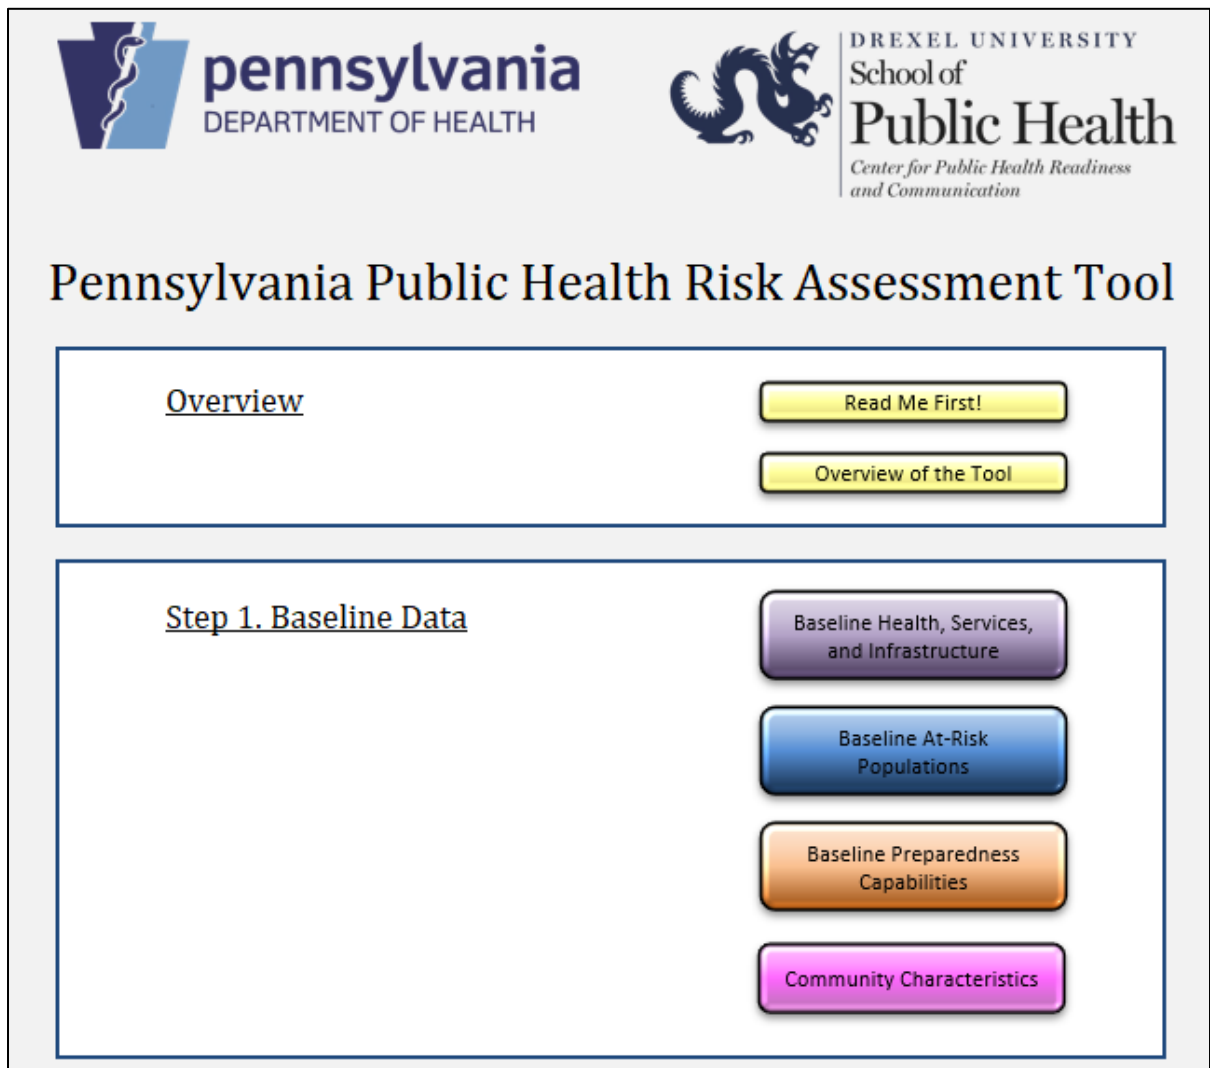 pennsylvania
DEPARTMENT OF HEALTH
DREXEL UNIVERSITY
School of
Public Health
Center for Public Health Readiness
and Communication
Pennsylvania Public Health Risk Assessment Tool
Overview
Read Me First!
Overview of the Tool
Step 1. Baseline Data
Baseline Health, Services,
and Infrastructure
Baseline At-Risk
Populations
Baseline Preparedness
Capabilities
Community Characteristics